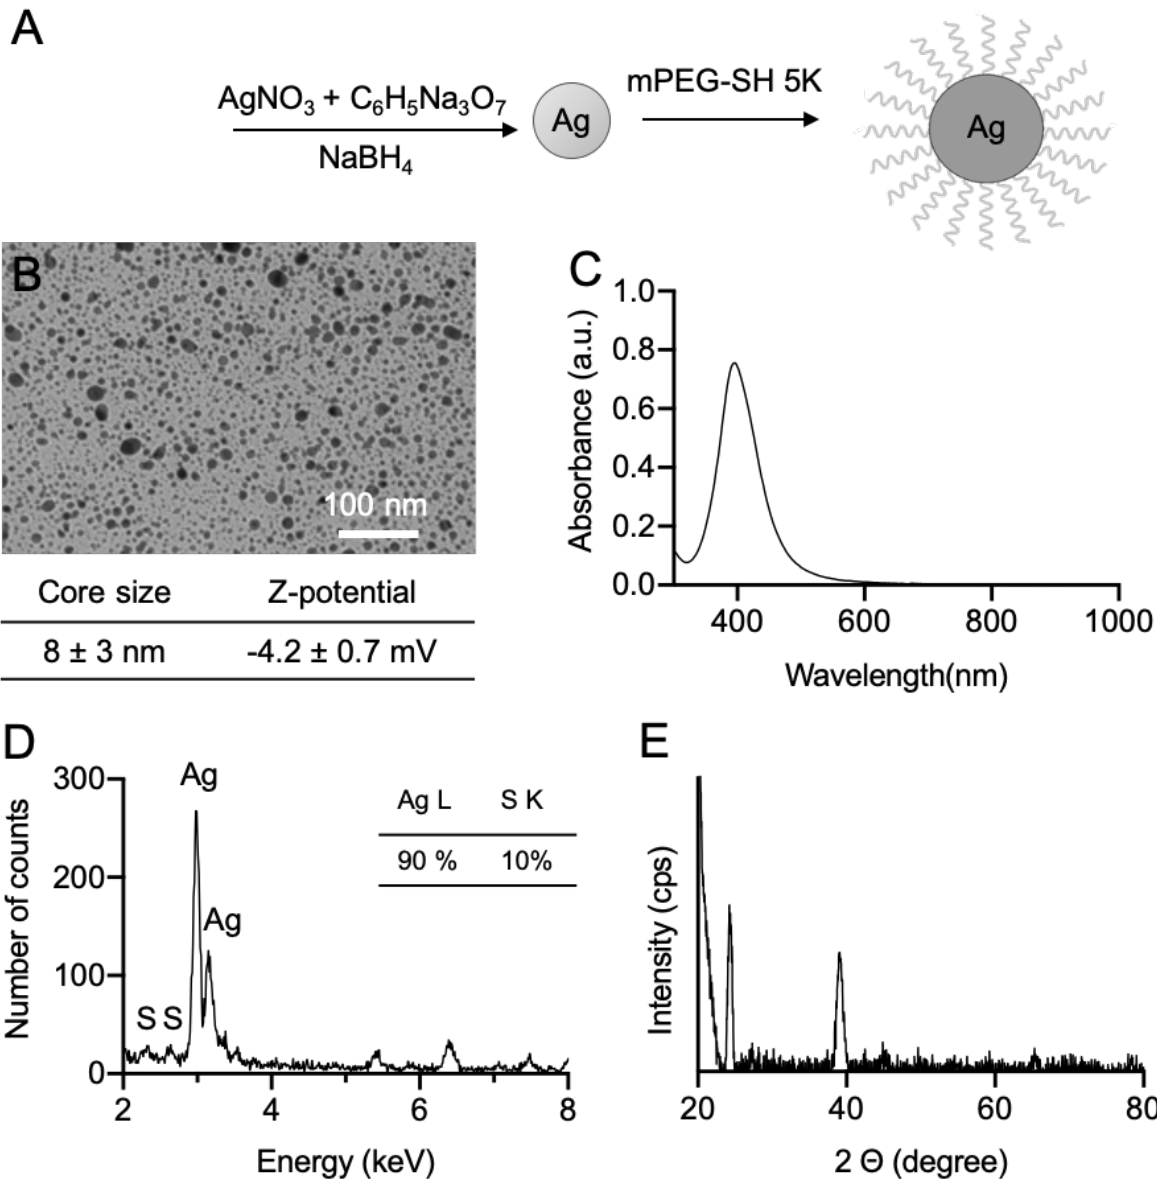 A
AgNO₃ + C₆H₅Na₃O₇
NaBH₄
Ag
mPEG-SH 5K
Ag
B
100 nm
Core size Z-potential
8 ± 3 nm -4.2 ± 0.7 mV
C
Absorbance (a.u.)
1.0
0.8
0.6
0.4
0.2
0.0
400 600 800 1000
Wavelength(nm)
D
Number of counts
300
200
100
0
Ag
Ag
S S
Ag L S K
90 % 10%
2 4 6 8
Energy (keV)
E
Intensity (cps)
20 40 60 80
2 Θ (degree)